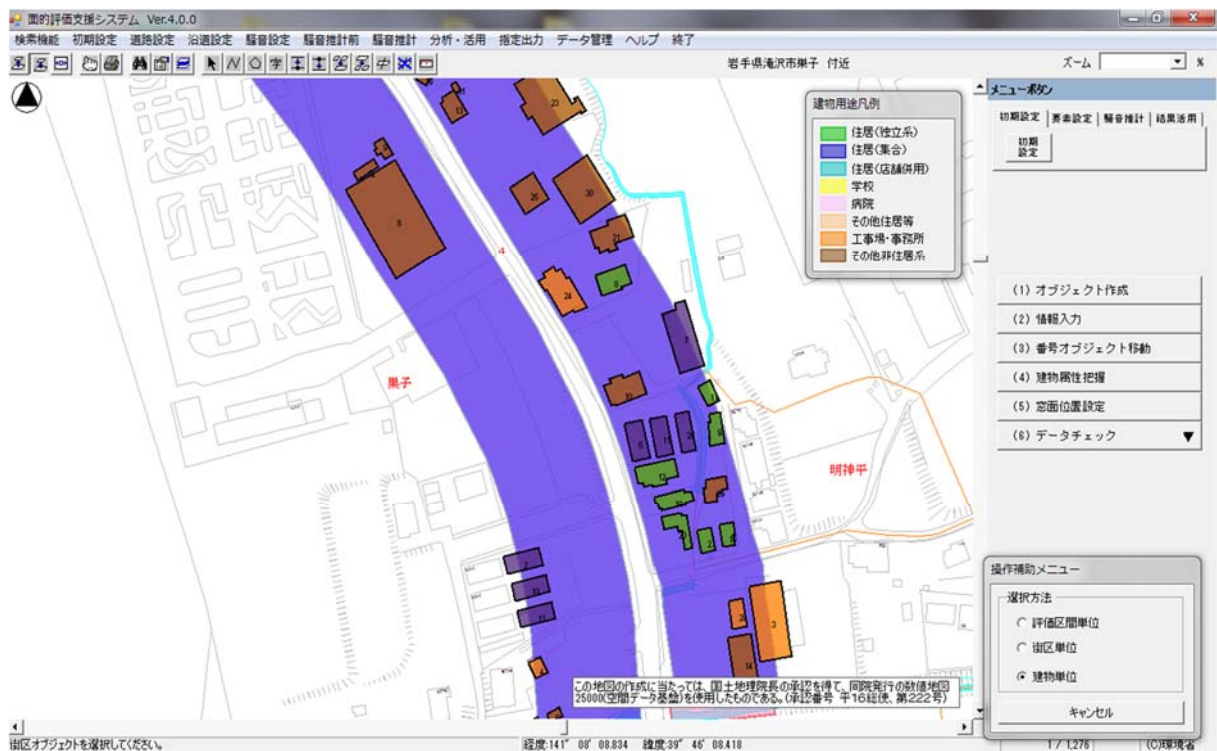 面的評価支援システム Ver.4.0.0
検索機能 初期設定 道路設定 沿道設定 騒音設定 騒音推計前 騒音推計 分析・活用 指定出力 データ管理 ヘルプ 終了
岩手県滝沢市巣子 付近
ズーム %
建物用途凡例
住居(独立系)
住居(集合)
住居(店舗併用)
学校
病院
その他住居等
工事場・事務所
その他非住居系
メニューボタン
初期設定 要素設定 騒音推計 結果活用
初期
設定
(1) オブジェクト作成
(2) 情報入力
(3) 番号オブジェクト移動
(4) 建物属性把握
(5) 窓面位置設定
(6) データチェック ▼
4
巣子
明神平
8
24
30
3
14
操作補助メニュー
選択方法
評価区間単位
街区単位
建物単位
キャンセル
この地図の作成に当たっては、国土地理院長の承認を得て、同院発行の数値地図
25000(空間データ基盤)を使用したものである。(承認番号 平16総使、第222号)
街区オブジェクトを選択してください。
経度:141° 08' 08.834 緯度:39° 46' 08.418
1 / 1,276
(C)環境省